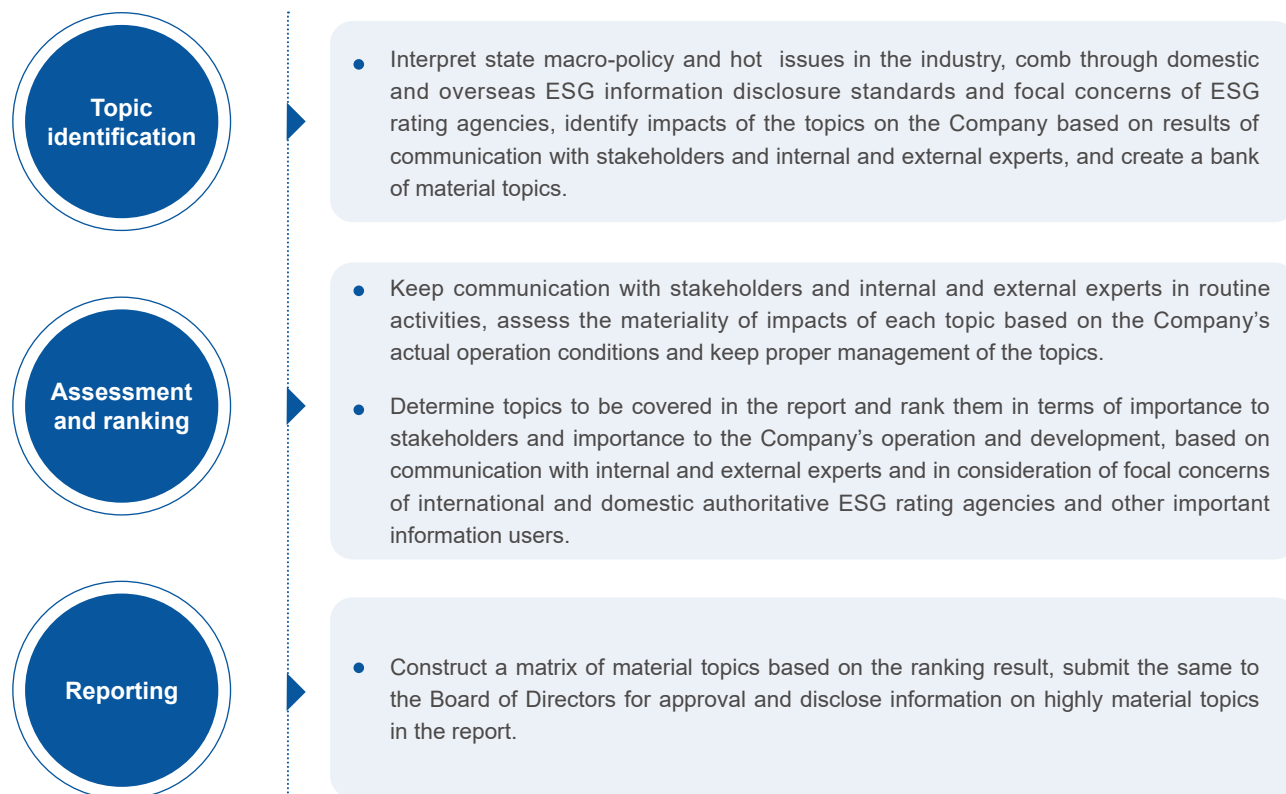 Topic
identification
● Interpret state macro-policy and hot issues in the industry, comb through domestic
and overseas ESG information disclosure standards and focal concerns of ESG
rating agencies, identify impacts of the topics on the Company based on results of
communication with stakeholders and internal and external experts, and create a bank
of material topics.
Assessment
and ranking
● Keep communication with stakeholders and internal and external experts in routine
activities, assess the materiality of impacts of each topic based on the Company's
actual operation conditions and keep proper management of the topics.
● Determine topics to be covered in the report and rank them in terms of importance to
stakeholders and importance to the Company's operation and development, based on
communication with internal and external experts and in consideration of focal concerns
of international and domestic authoritative ESG rating agencies and other important
information users.
Reporting
● Construct a matrix of material topics based on the ranking result, submit the same to
the Board of Directors for approval and disclose information on highly material topics
in the report.